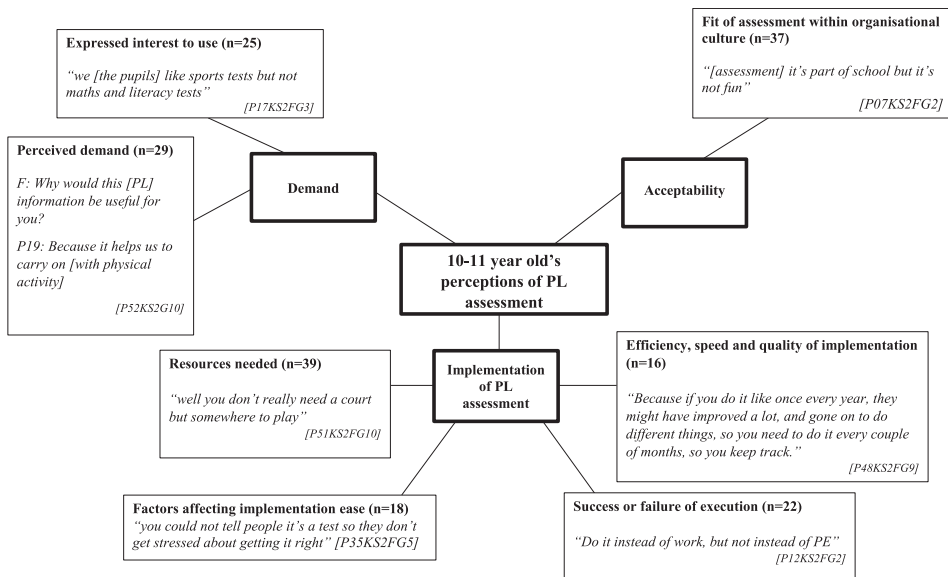 Expressed interest to use (n=25)
“we [the pupils] like sports tests but not
maths and literacy tests”
[P17KS2FG3]
Fit of assessment within organisational
culture (n=37)
“[assessment] it’s part of school but it’s
not fun”
[P07KS2FG2]
Perceived demand (n=29)
F: Why would this [PL]
information be useful for
you?
P19: Because it helps us to
carry on [with physical
activity]
[P52KS2G10]
Demand
Acceptability
10-11 year old’s
perceptions of PL
assessment
Resources needed (n=39)
“well you don’t really need a court
but somewhere to play”
[P51KS2FG10]
Implementation
of PL
assessment
Efficiency, speed and quality of implementation
(n=16)
“Because if you do it like once every year, they
might have improved a lot, and gone on to do
different things, so you need to do it every couple
of months, so you keep track.”
[P48KS2FG9]
Factors affecting implementation ease (n=18)
“you could not tell people it’s a test so they don’t
get stressed about getting it right” [P35KS2FG5]
Success or failure of execution (n=22)
“Do it instead of work, but not instead of PE”
[P12KS2FG2]